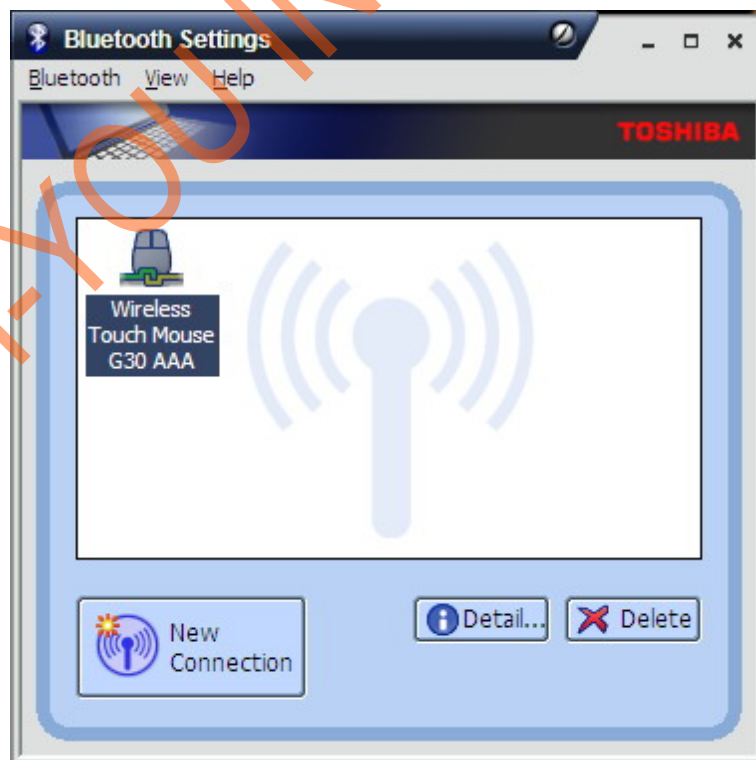 Bluetooth Settings
Bluetooth View Help
TOSHIBA
Wireless
Touch Mouse
G30 AAA
New
Connection
Detail...
Delete